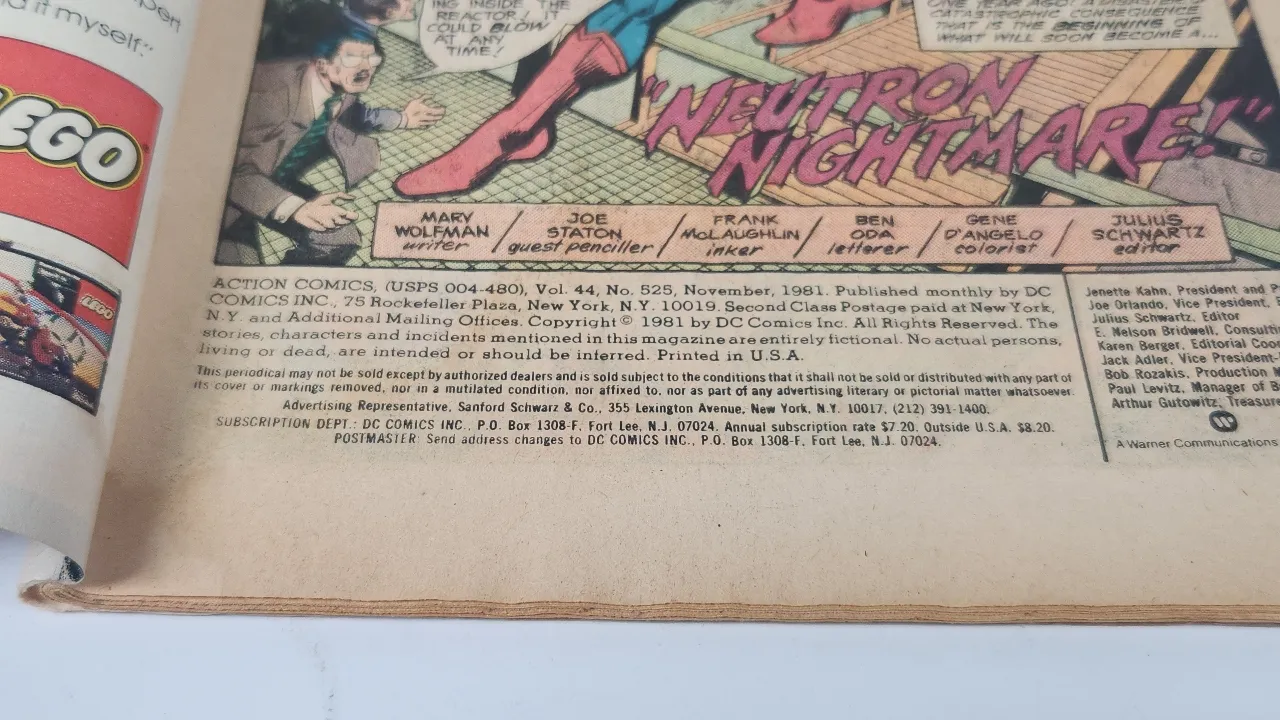 it myself."
LEGO
LEGO
ING INSIDE THE
REACTOR! IT
COULD BLOW
AT ANY
TIME!
CATASTROPHIC CONSEQUENCES
THAT IS THE BEGINNING OF
WHAT WILL SOON BECOME A...
"NEUTRON
NIGHTMARE!"
MARY
WOLFMAN
writer
JOE
STATON
guest penciller
FRANK
McLAUGHLIN
inker
BEN
ODA
letterer
GENE
D'ANGELO
colorist
JULIUS
SCHWARTZ
editor
ACTION COMICS, (USPS 004-480), Vol. 44, No. 525, November, 1981. Published monthly by DC
COMICS INC., 75 Rockefeller Plaza, New York, N.Y. 10019. Second Class Postage paid at New York,
N.Y. and Additional Mailing Offices. Copyright © 1981 by DC Comics Inc. All Rights Reserved. The
stories, characters and incidents mentioned in this magazine are entirely fictional. No actual persons,
living or dead, are intended or should be inferred. Printed in U.S.A.
This periodical may not be sold except by authorized dealers and is sold subject to the conditions that it shall not be sold or distributed with any part of
its cover or markings removed, nor in a mutilated condition, nor affixed to, nor as part of any advertising literary or pictorial matter whatsoever.
Advertising Representative, Sanford Schwarz & Co., 355 Lexington Avenue, New York, N.Y. 10017, (212) 391-1400.
SUBSCRIPTION DEPT.: DC COMICS INC., P.O. Box 1308-F, Fort Lee, N.J. 07024. Annual subscription rate $7.20. Outside U.S.A. $8.20.
POSTMASTER: Send address changes to DC COMICS INC., P.O. Box 1308-F, Fort Lee, N.J. 07024.
Jenette Kahn, President and P
Joe Orlando, Vice President,
Julius Schwartz, Editor
E. Nelson Bridwell, Consulti
Karen Berger, Editorial Coo
Jack Adler, Vice President-
Bob Rozakis, Production M
Paul Levitz, Manager of B
Arthur Gutowitz, Treasure
A Warner Communications